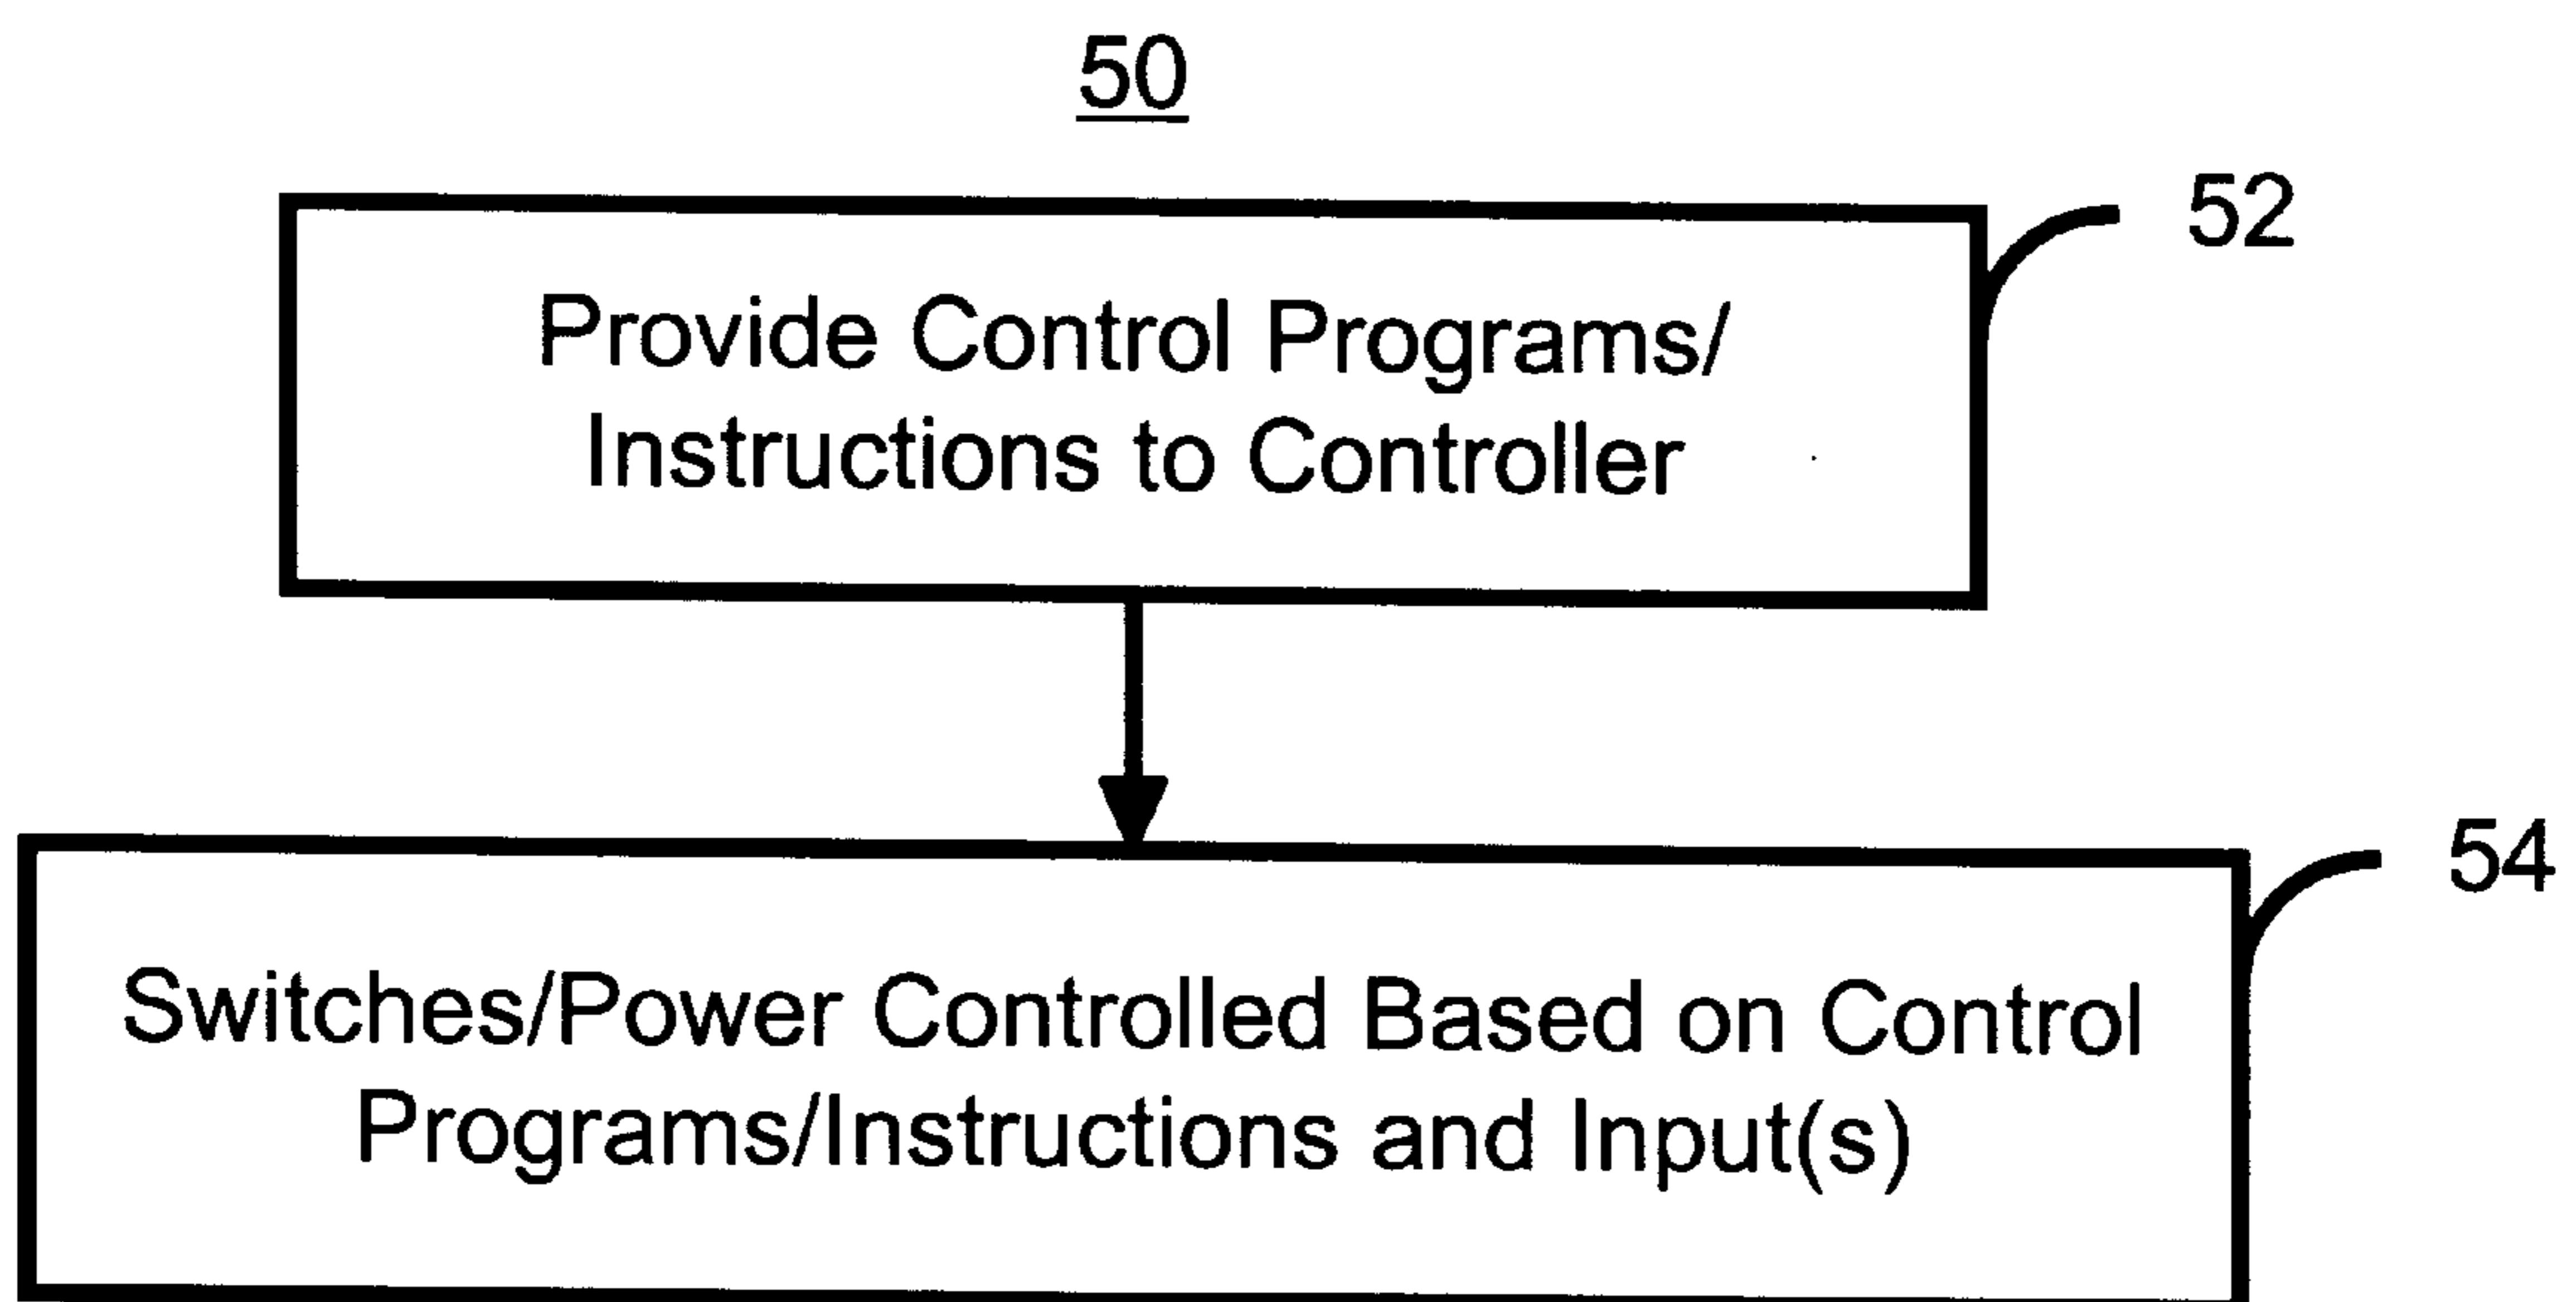 50
52
Provide Control Programs/
Instructions to Controller
54
Switches/Power Controlled Based on Control
Programs/Instructions and Input(s)